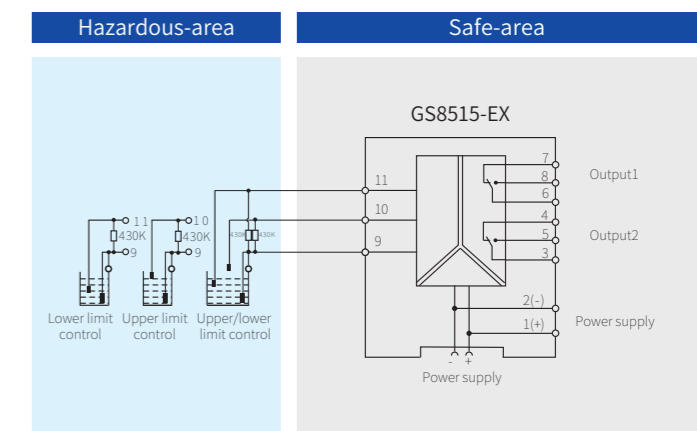 Hazardous-area
Safe-area
GS8515-EX
7
11
8
Output1
6
10
4
11
10
430K
430K
430K
430K
5
Output2
9
9
9
3
2(-)
Lower limit
control
Upper limit
control
Upper/lower
limit control
1(+)
Power supply
- +
Power supply